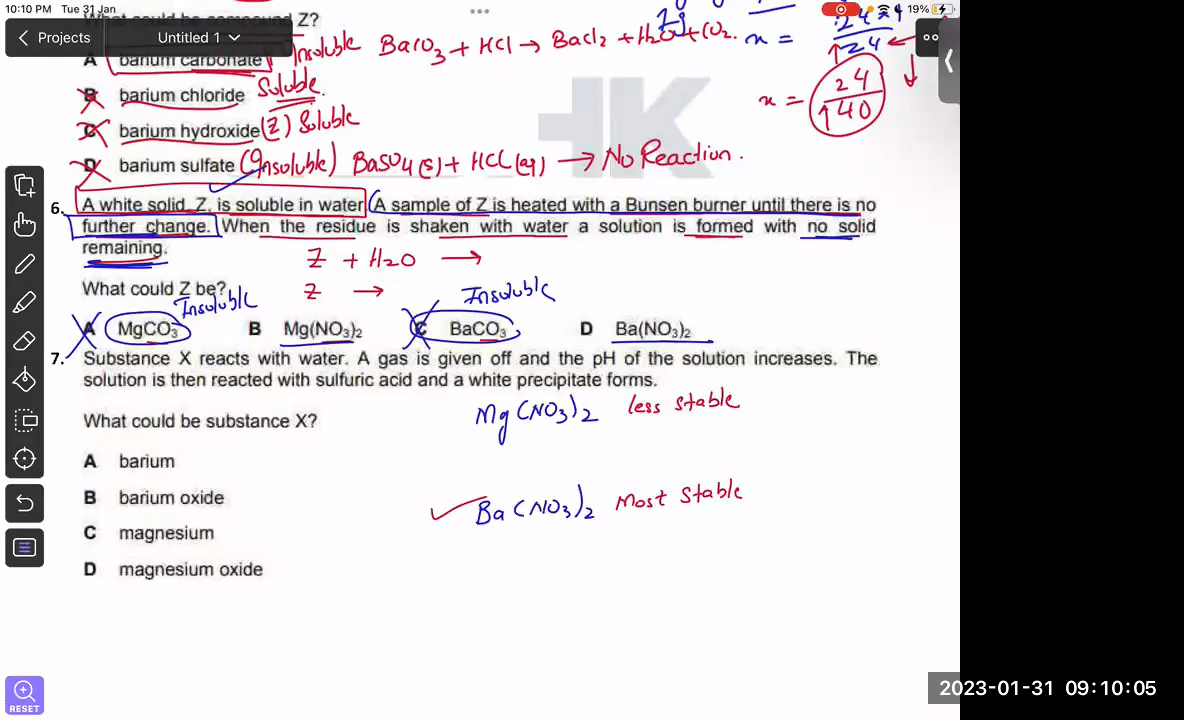 10:10 PM Tue 31 Jan
19%
What could be compound Z?
Projects
Untitled 1
Insoluble BaCO3 + HCl → BaCl2 + H2O + CO2.
x =
24
A barium carbonate
B barium chloride Soluble.
x = 24
40
C barium hydroxide (Z) Soluble
D barium sulfate (Insoluble) BaSO4(s) + HCl(aq) → No Reaction.
HK
6. A white solid, Z, is soluble in water. A sample of Z is heated with a Bunsen burner until there is no
further change. When the residue is shaken with water a solution is formed with no solid
remaining.
Z + H2O →
What could Z be?
Z →
Insoluble
Insoluble
A MgCO3 B Mg(NO3)2 C BaCO3 D Ba(NO3)2
7. Substance X reacts with water. A gas is given off and the pH of the solution increases. The
solution is then reacted with sulfuric acid and a white precipitate forms.
What could be substance X?
Mg(NO3)2 less stable
A barium
B barium oxide
Ba(NO3)2 Most Stable
C magnesium
D magnesium oxide
RESET
2023-01-31 09:10:05